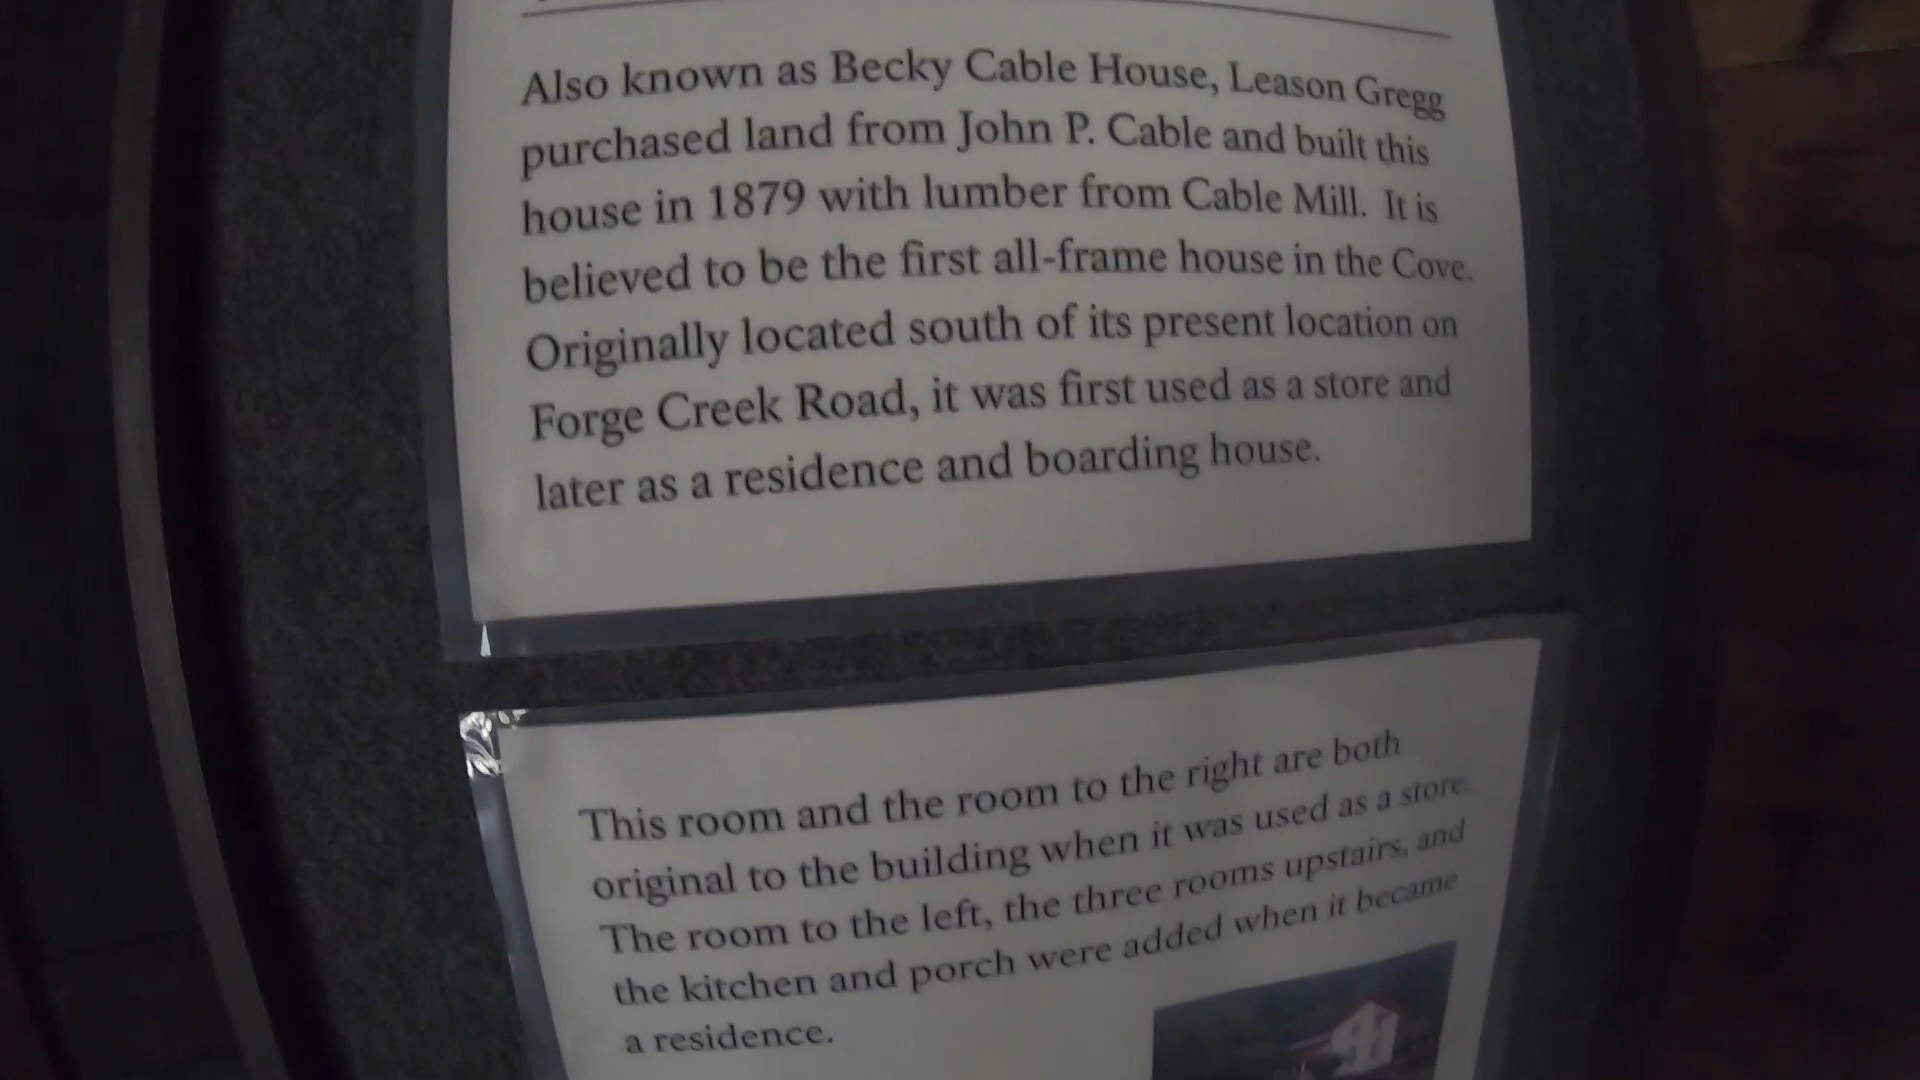 Also known as Becky Cable House, Leason Gregg
purchased land from John P. Cable and built this
house in 1879 with lumber from Cable Mill. It is
believed to be the first all-frame house in the Cove.
Originally located south of its present location on
Forge Creek Road, it was first used as a store and
later as a residence and boarding house.
This room and the room to the right are both
original to the building when it was used as a store.
The room to the left, the three rooms upstairs, and
the kitchen and porch were added when it became
a residence.